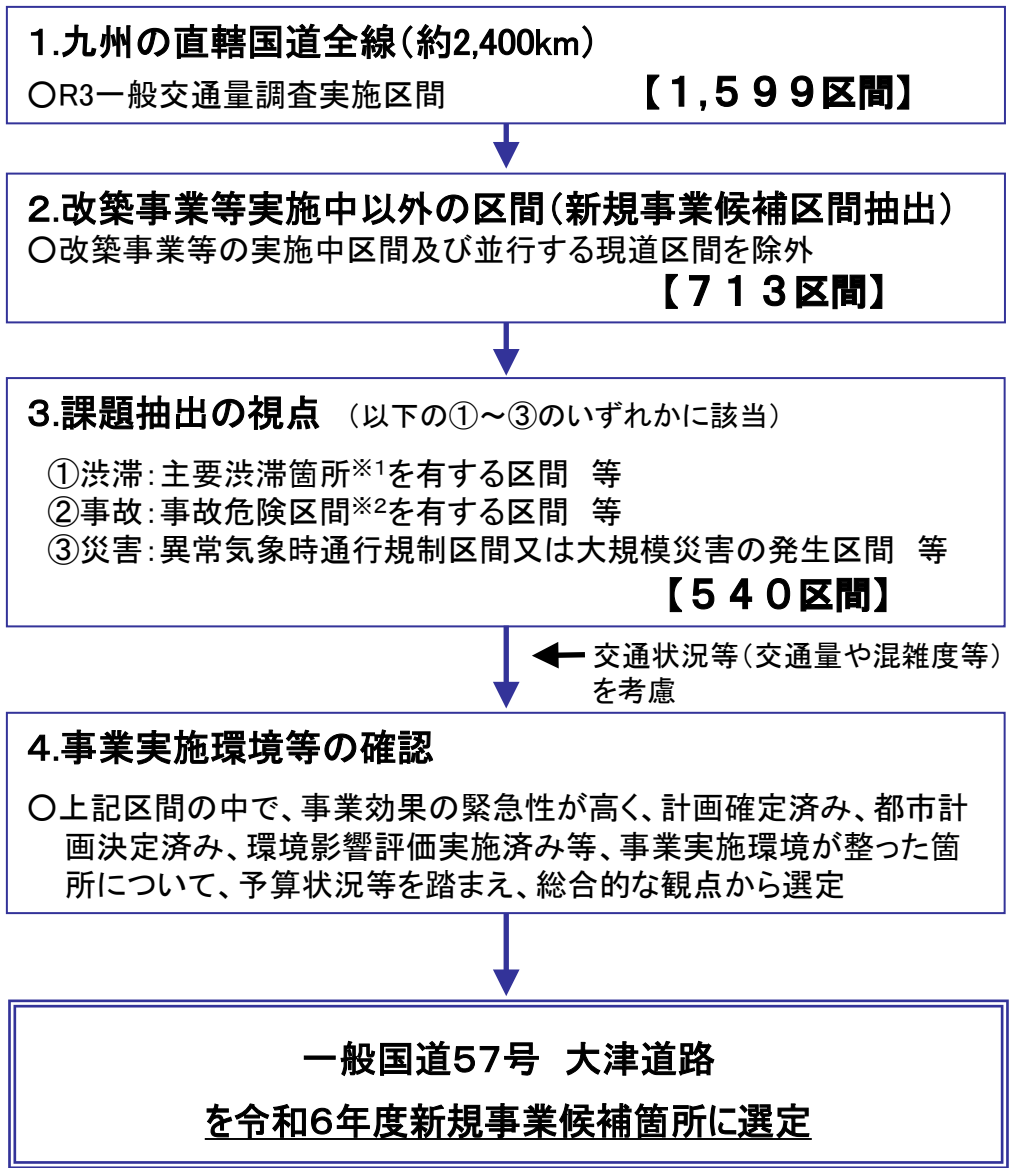 1.九州の直轄国道全線(約2,400km)
○R3一般交通量調査実施区間 【1,599区間】
2.改築事業等実施中以外の区間(新規事業候補区間抽出)
○改築事業等の実施中区間及び並行する現道区間を除外
【713区間】
3.課題抽出の視点 (以下の①~③のいずれかに該当)
①渋滞:主要渋滞箇所※1を有する区間 等
②事故:事故危険区間※2を有する区間 等
③災害:異常気象時通行規制区間又は大規模災害の発生区間 等
【540区間】
交通状況等(交通量や混雑度等)
を考慮
4.事業実施環境等の確認
○上記区間の中で、事業効果の緊急性が高く、計画確定済み、都市計
画決定済み、環境影響評価実施済み等、事業実施環境が整った箇
所について、予算状況等を踏まえ、総合的な観点から選定
一般国道57号 大津道路
を令和6年度新規事業候補箇所に選定